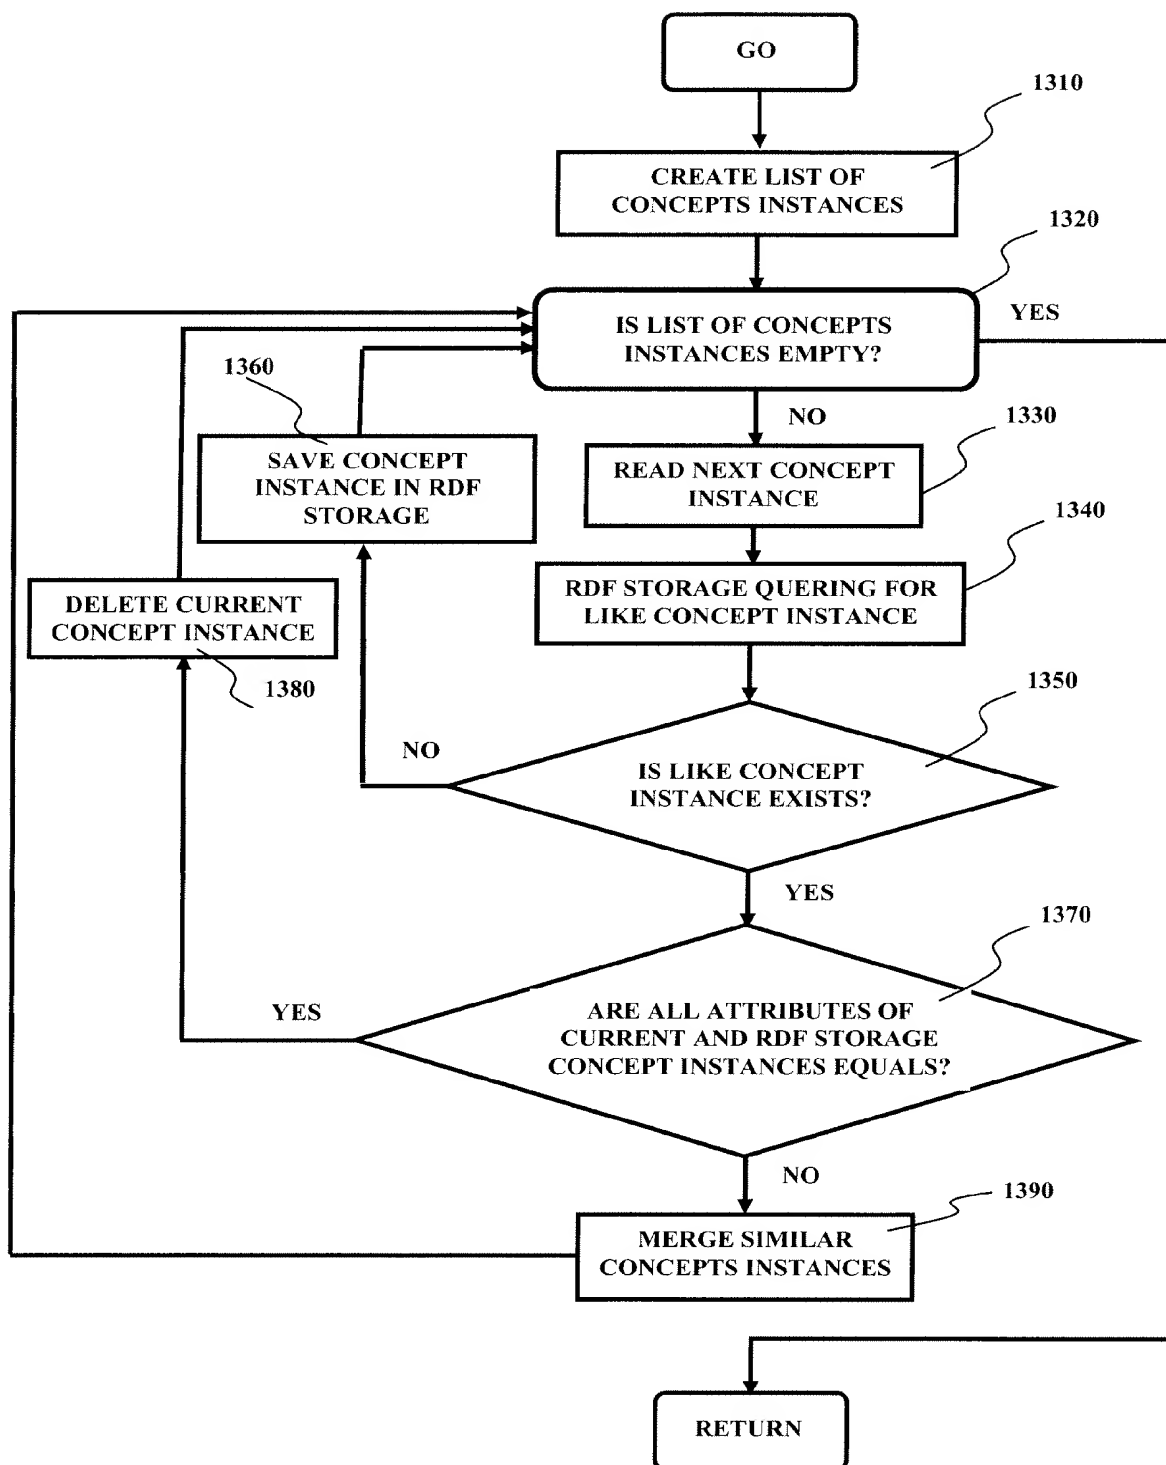 GO
1310
CREATE LIST OF
CONCEPTS INSTANCES
1320
IS LIST OF CONCEPTS
INSTANCES EMPTY?
YES
1360
NO
1330
SAVE CONCEPT
INSTANCE IN RDF
STORAGE
READ NEXT CONCEPT
INSTANCE
1340
RDF STORAGE QUERING FOR
LIKE CONCEPT INSTANCE
DELETE CURRENT
CONCEPT INSTANCE
1380
1350
NO
IS LIKE CONCEPT
INSTANCE EXISTS?
YES
1370
YES
ARE ALL ATTRIBUTES OF
CURRENT AND RDF STORAGE
CONCEPT INSTANCES EQUALS?
NO
1390
MERGE SIMILAR
CONCEPTS INSTANCES
RETURN